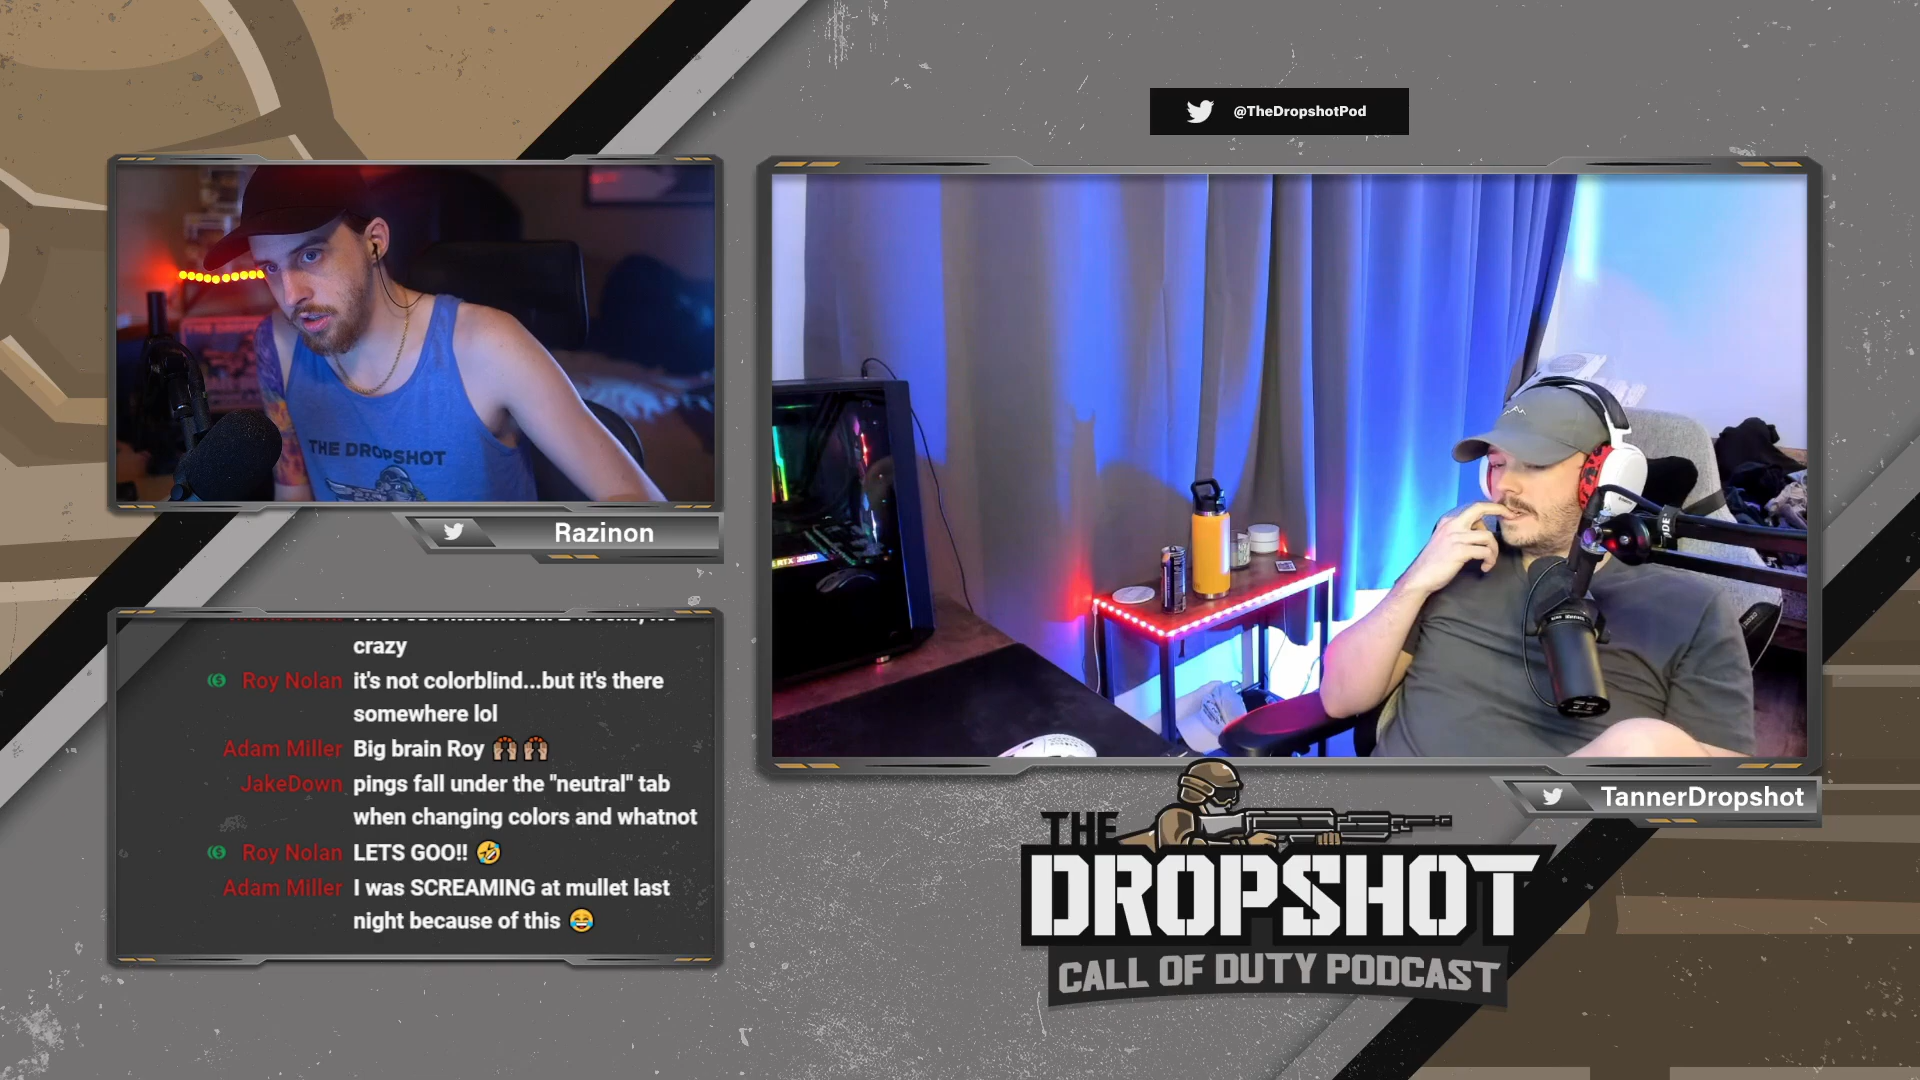 @TheDropshotPod
THE DROPSHOT
Razinon
crazy
Roy Nolan it's not colorblind...but it's there
somewhere lol
Adam Miller Big brain Roy 🙌🏾🙌🏽
JakeDown pings fall under the "neutral" tab
when changing colors and whatnot
Roy Nolan LETS GOO!! 🤣
Adam Miller I was SCREAMING at mullet last
night because of this 😂
RTX 3080
TannerDropshot
THE
DROPSHOT
CALL OF DUTY PODCAST